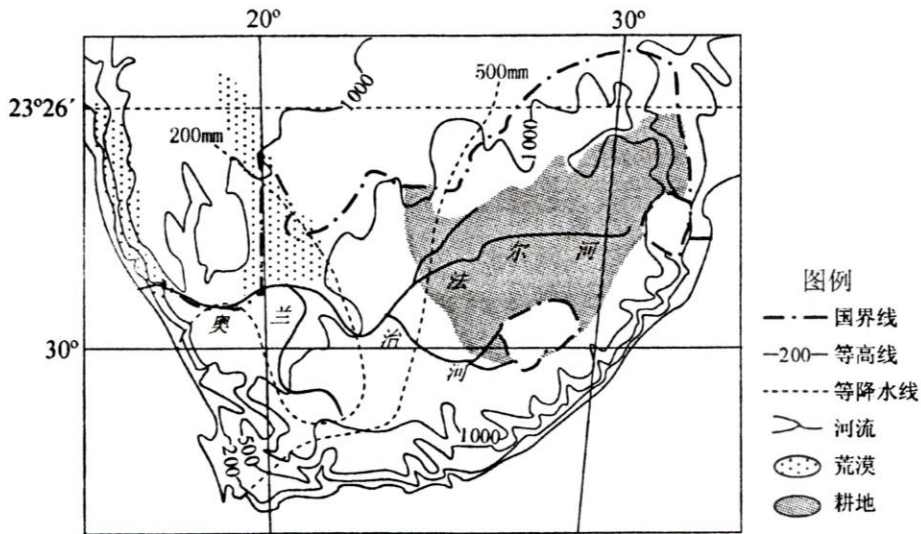 20°
30°
1000
500mm
23°26′
200mm
1000
法 尔 河
奥 兰 治 河
30°
1000
500
200
图例
国界线
200 等高线
等降水线
河流
荒漠
耕地